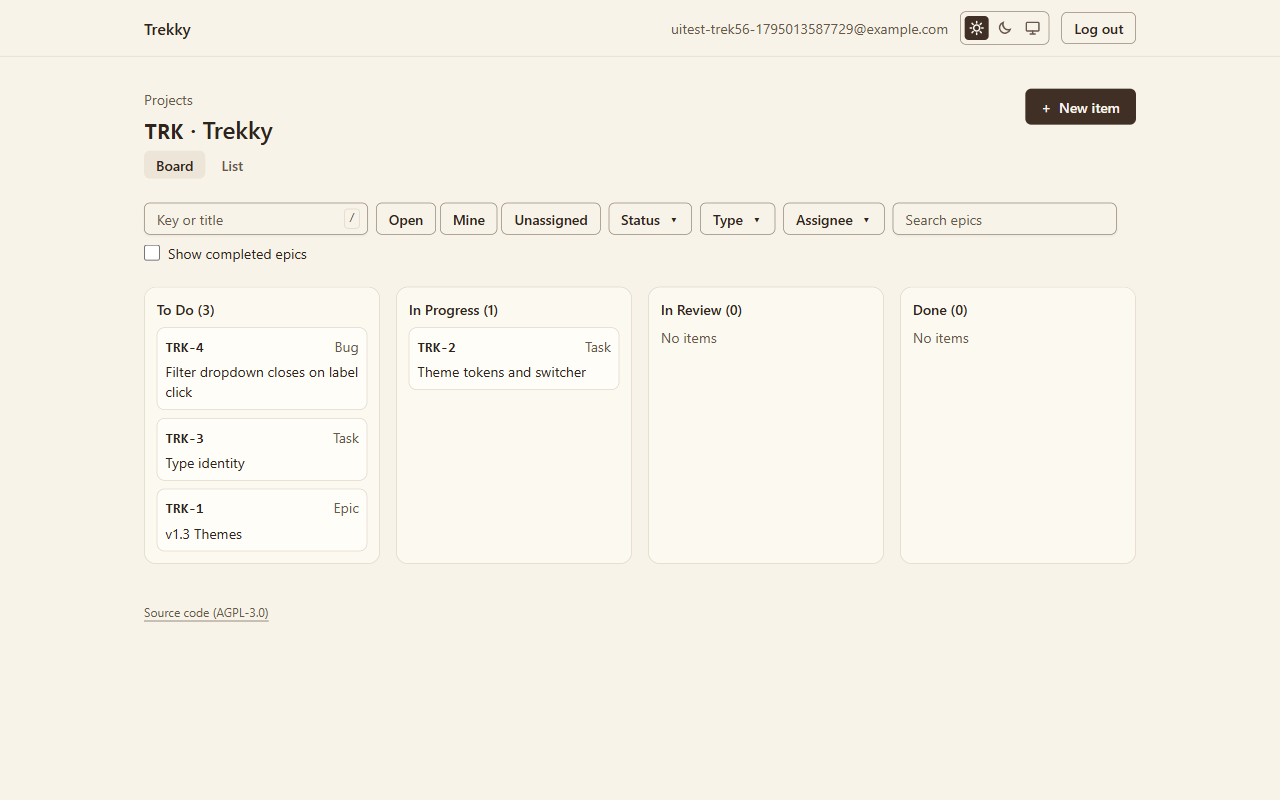 Trekky
uitest-trek56-1795013587729@example.com
Log out
Projects
TRK · Trekky
+ New item
Board
List
Key or title
/
Open
Mine
Unassigned
Status ▼
Type ▼
Assignee ▼
Search epics
Show completed epics
To Do (3)
TRK-4
Bug
Filter dropdown closes on label
click
TRK-3
Task
Type identity
TRK-1
Epic
v1.3 Themes
In Progress (1)
TRK-2
Task
Theme tokens and switcher
In Review (0)
No items
Done (0)
No items
Source code (AGPL-3.0)